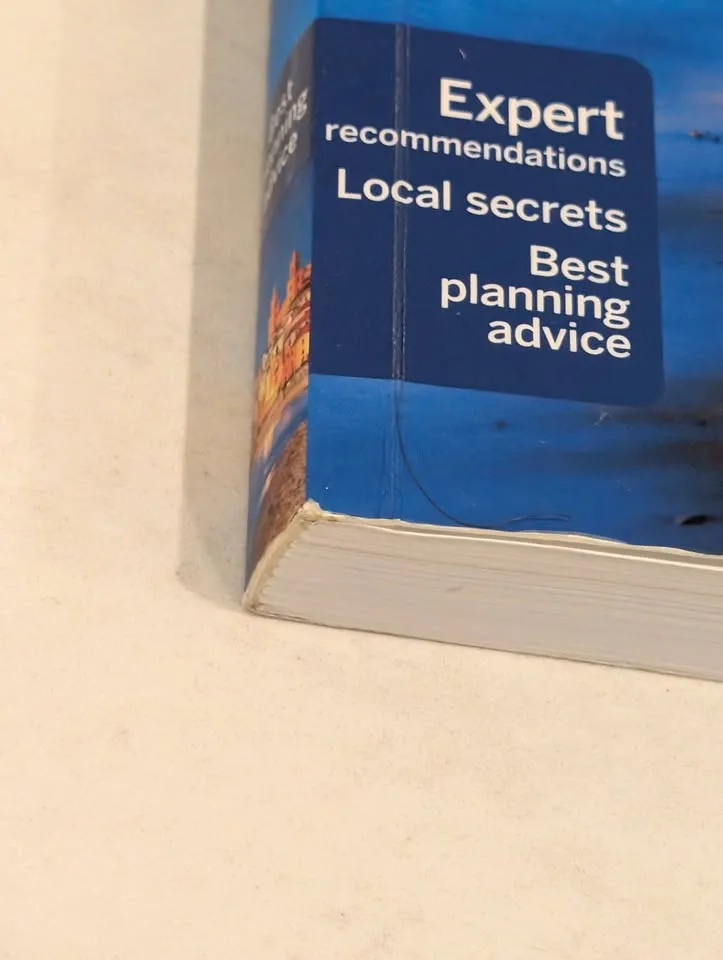 Expert
recommendations
Local secrets
Best
planning
advice